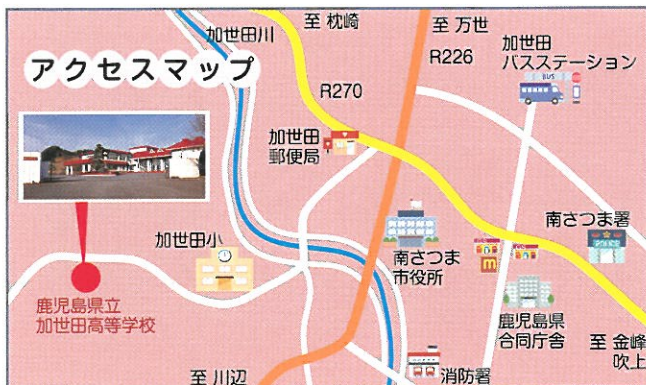 アクセスマップ
加世田川
至 枕崎
至 万世
R226
加世田
バスステーション
BUS
R270
加世田
郵便局
加世田小
南さつま
市役所
南さつま署
POLICE
m
鹿児島県立
加世田高等学校
鹿児島県
合同庁舎
至 金峰
吹上
至 川辺
消防署